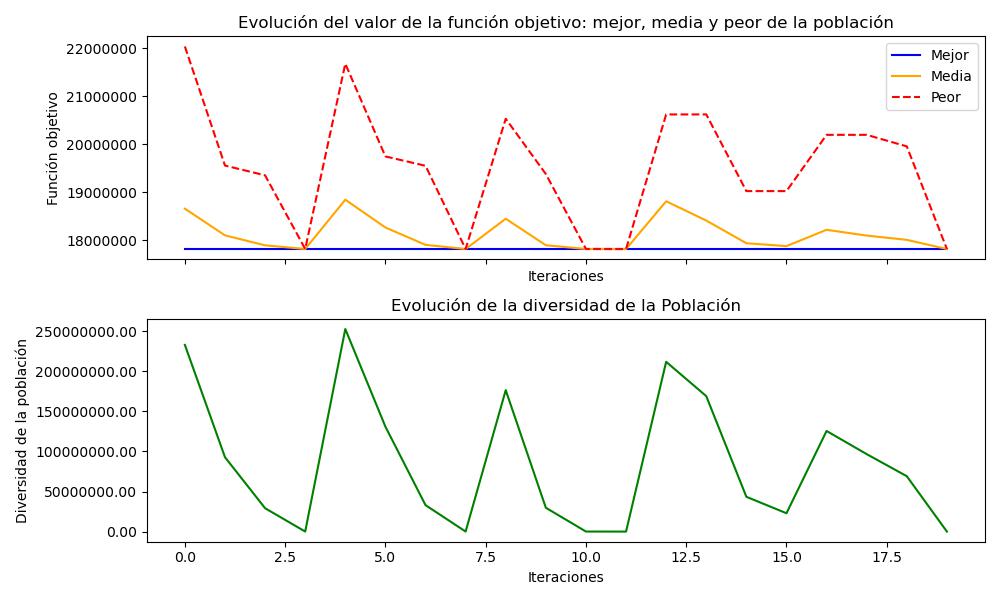 Evolución del valor de la función objetivo: mejor, media y peor de la población
22000000
21000000
20000000
19000000
18000000
Función objetivo
Mejor
Media
Peor
Iteraciones
Evolución de la diversidad de la Población
250000000.00
200000000.00
150000000.00
100000000.00
50000000.00
0.00
Diversidad de la población
0.0 2.5 5.0 7.5 10.0 12.5 15.0 17.5
Iteraciones